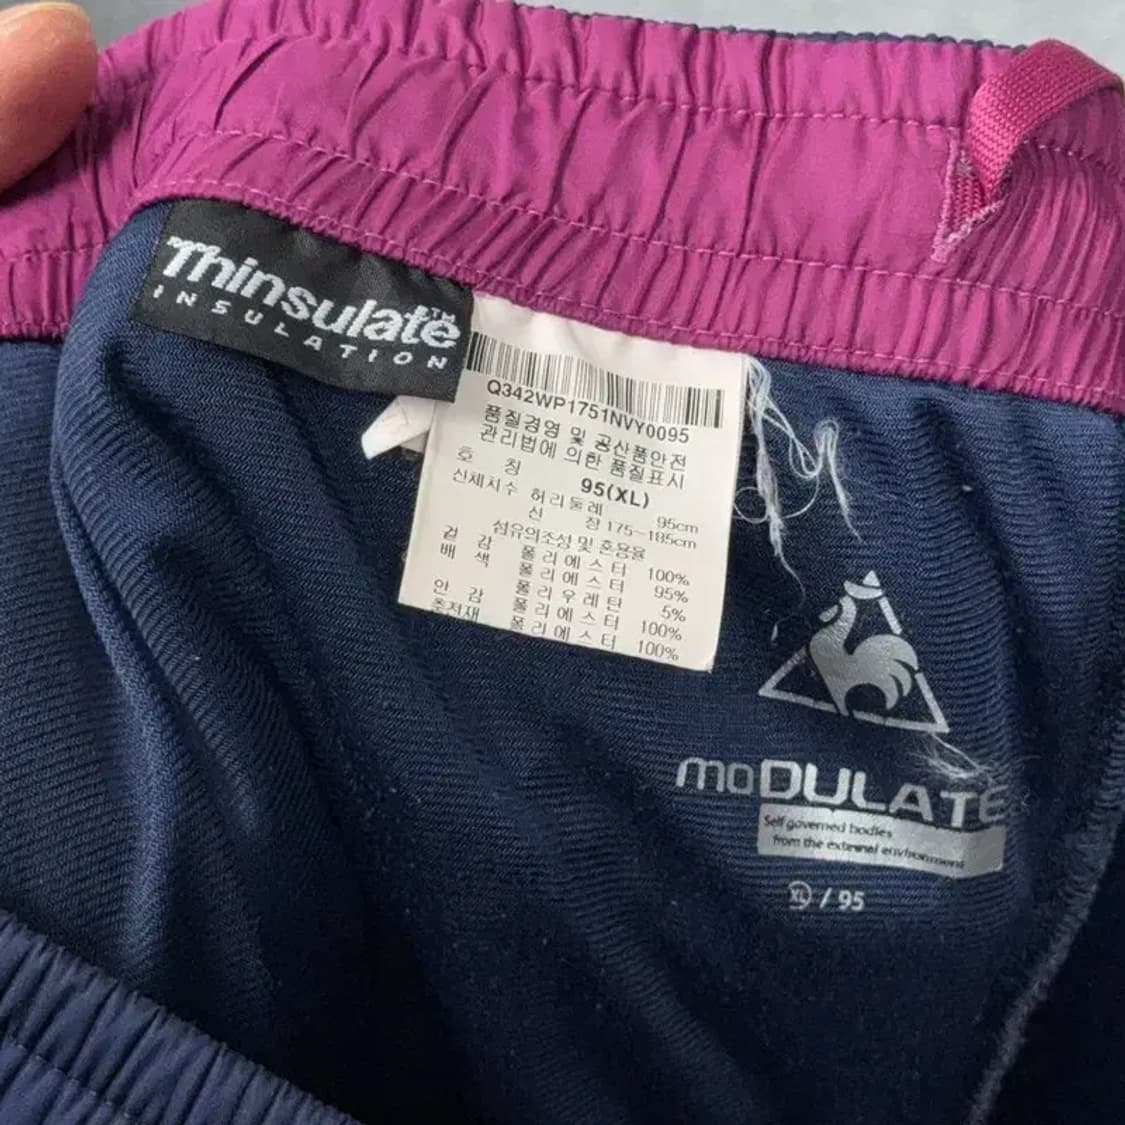 Thinsulate™
INSULATION
Q342WP1751NVY0095
품질경영 및 공산품안전
관리법에 의한 품질표시
호 칭 95(XL)
신체치수 허리둘레 95cm
신 장 175~185cm
섬유의조성 및 혼용율
겉 감 폴리에스터 100%
배 색 폴리에스터 95%
폴리우레탄 5%
안 감 폴리에스터 100%
충전재 폴리에스터 100%
moDULATE
Self governed bodies
from the external environment
XL / 95